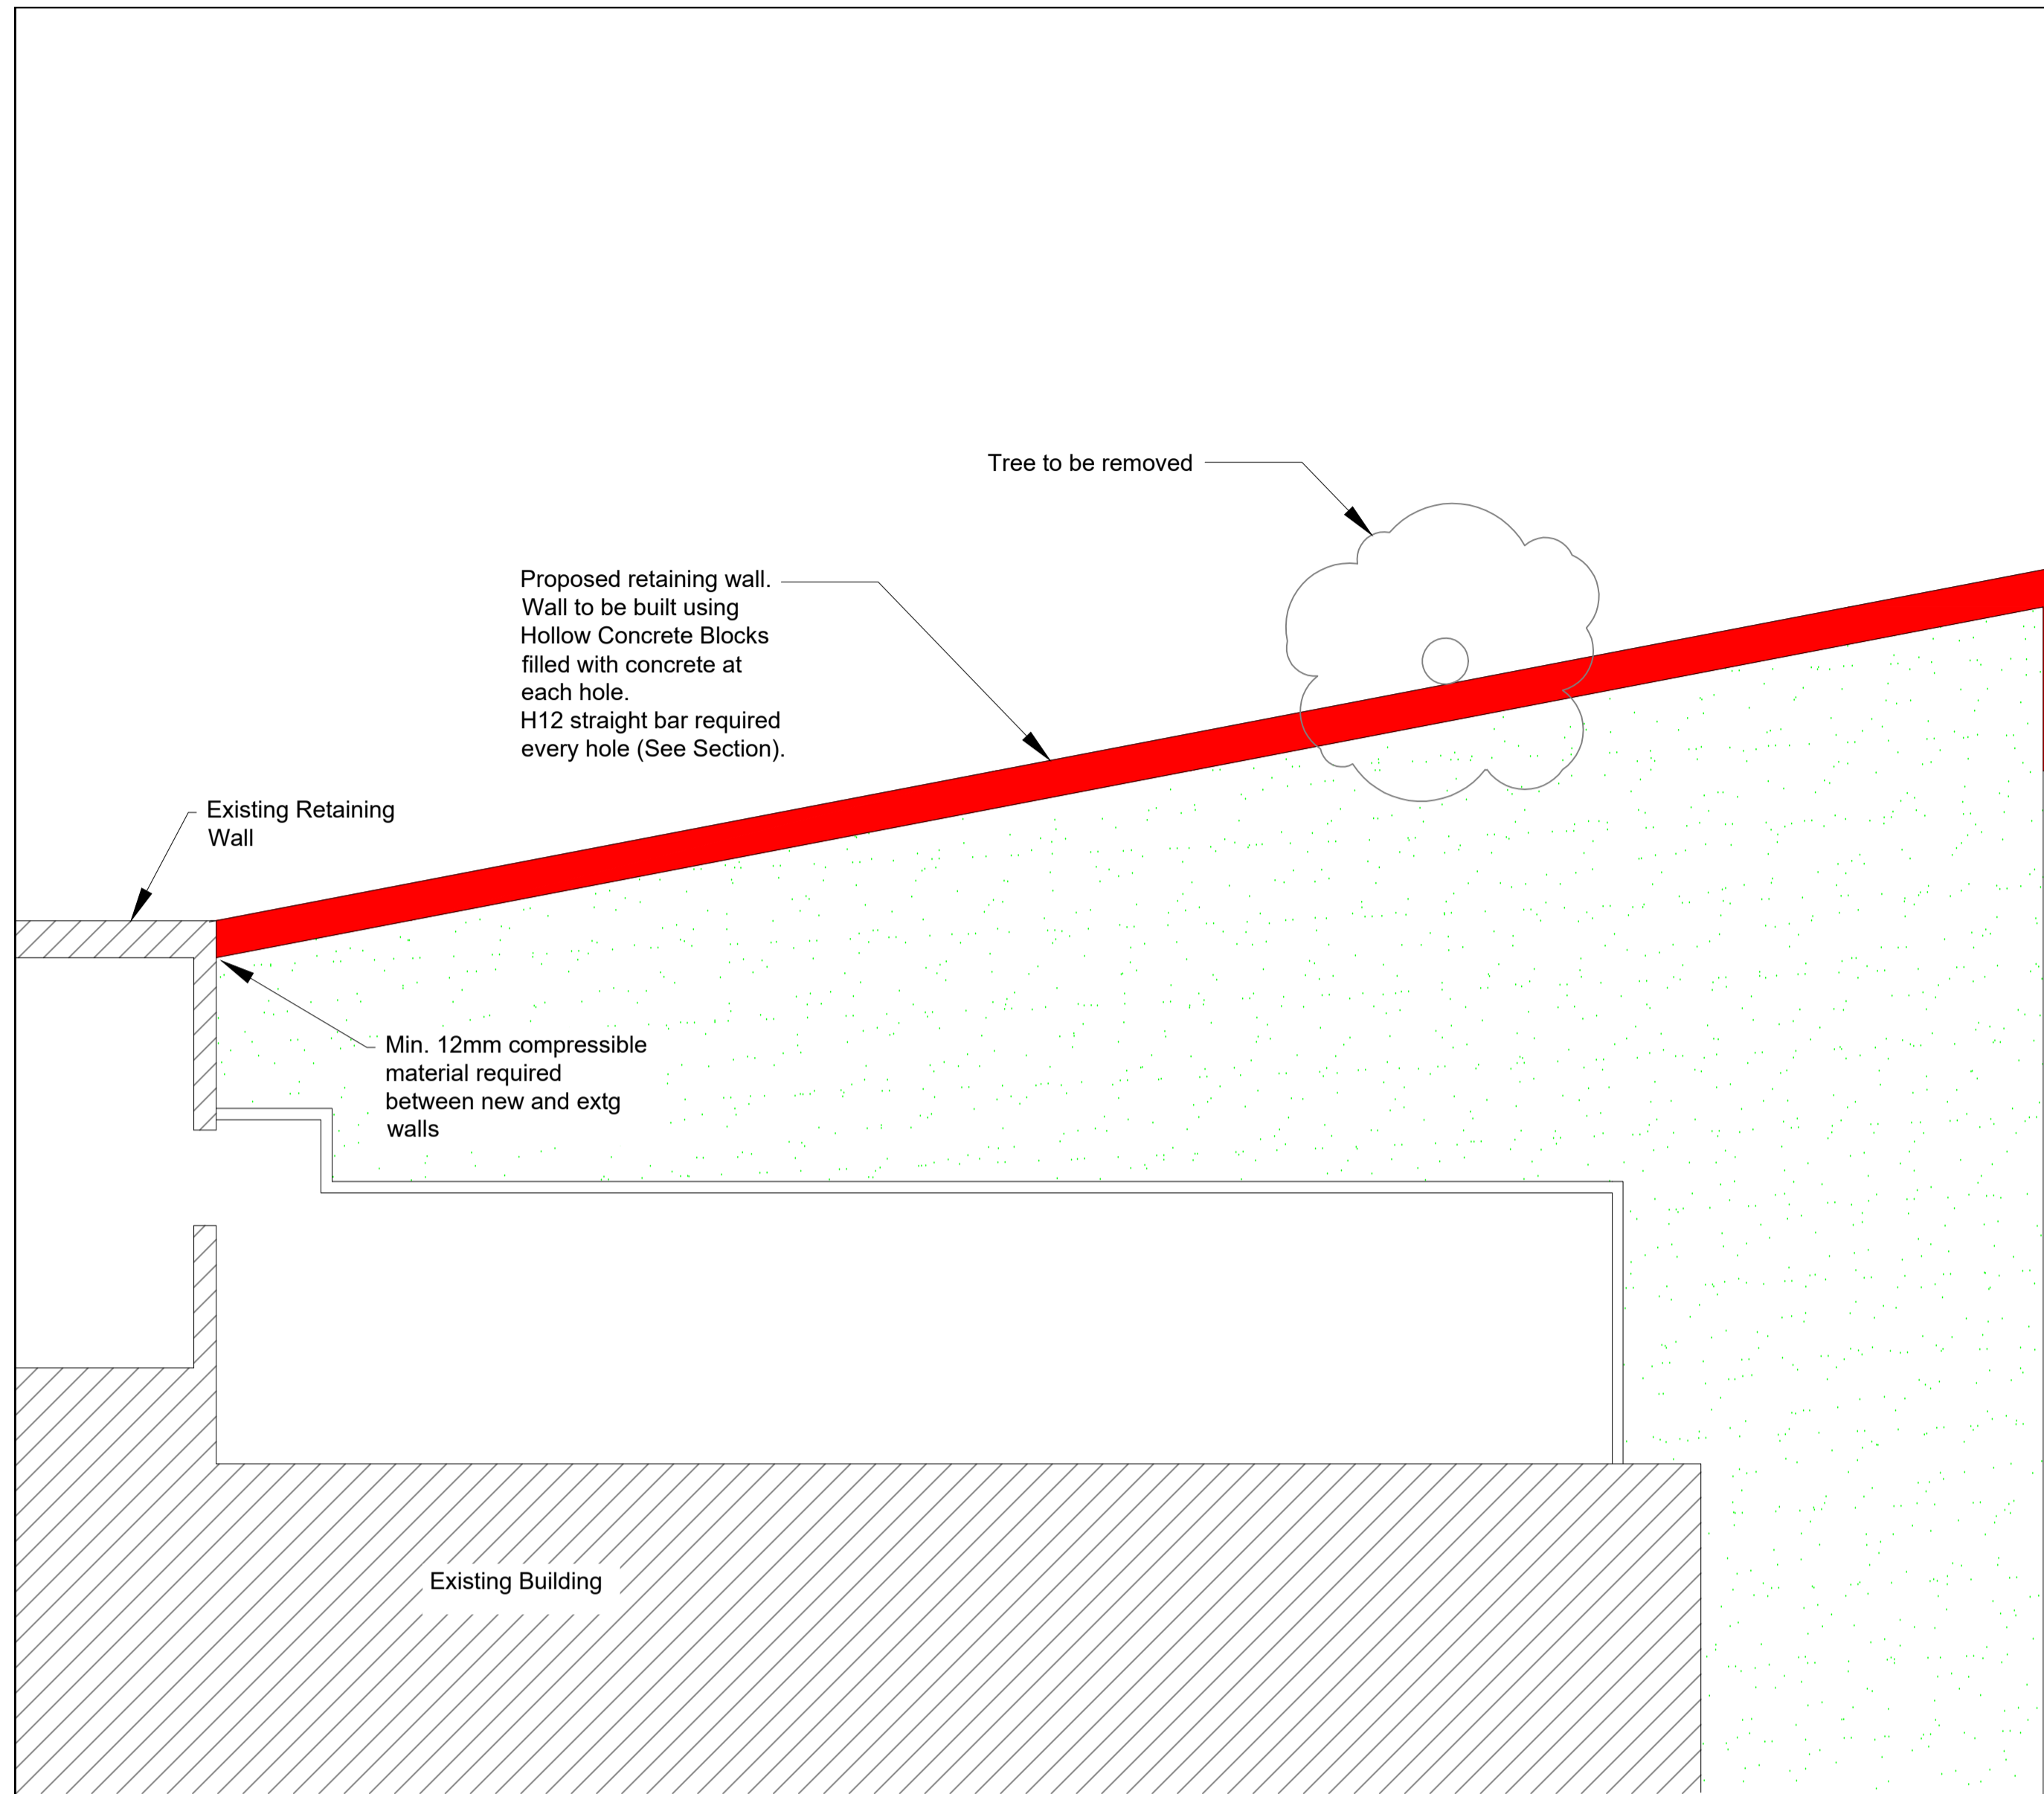 Tree to be removed
Proposed retaining wall.
Wall to be built using
Hollow Concrete Blocks
filled with concrete at
each hole.
H12 straight bar required
every hole (See Section).
Existing Retaining
Wall
Min. 12mm compressible
material required
between new and extg
walls
Existing Building